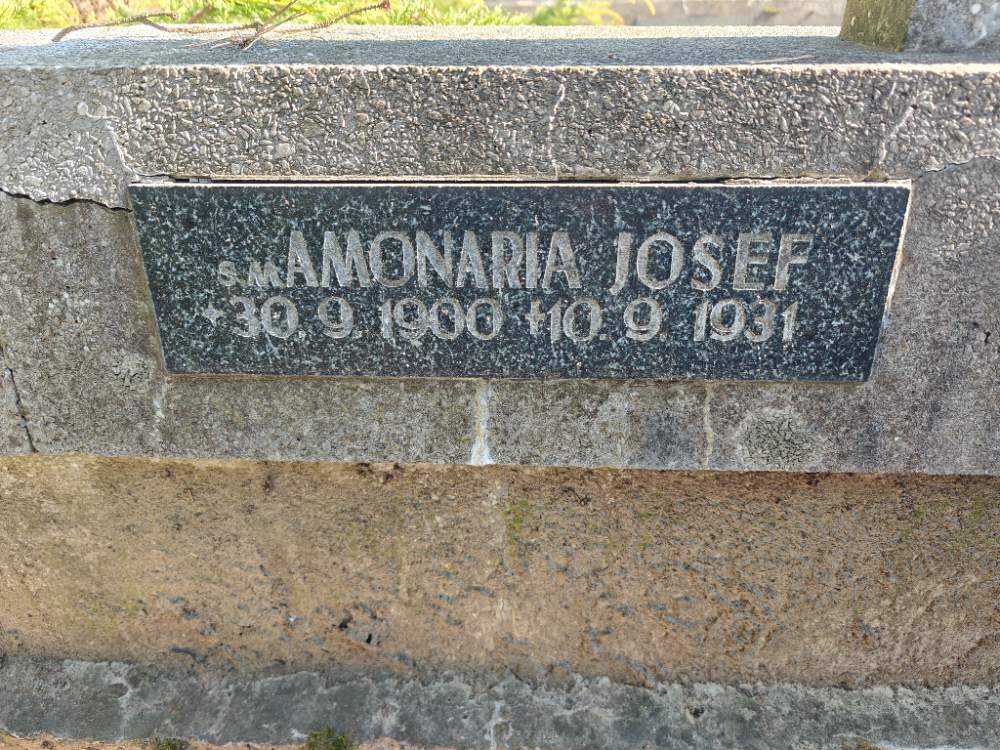 S.M. AMONARIA JOSEF
*30. 9. 1900 †10. 9. 1931